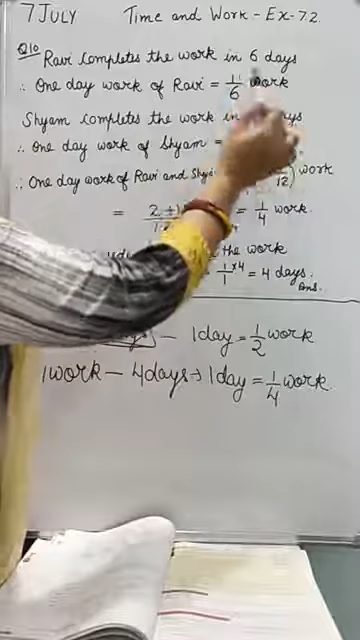 7 JULY Time and Work - Ex-7.2.
Q10 Ravi completes the work in 6 days
∴ One day work of Ravi = 1/6 work
Shyam completes the work in
∴ One day work of Shyam =
∴ One day work of Ravi and 12) work
= = 1/4 work.
the work
1/1 ×4 = 4 days.
Ans.
- 1 day = 1/2 work
1 work - 4 days → 1 day = 1/4 work.